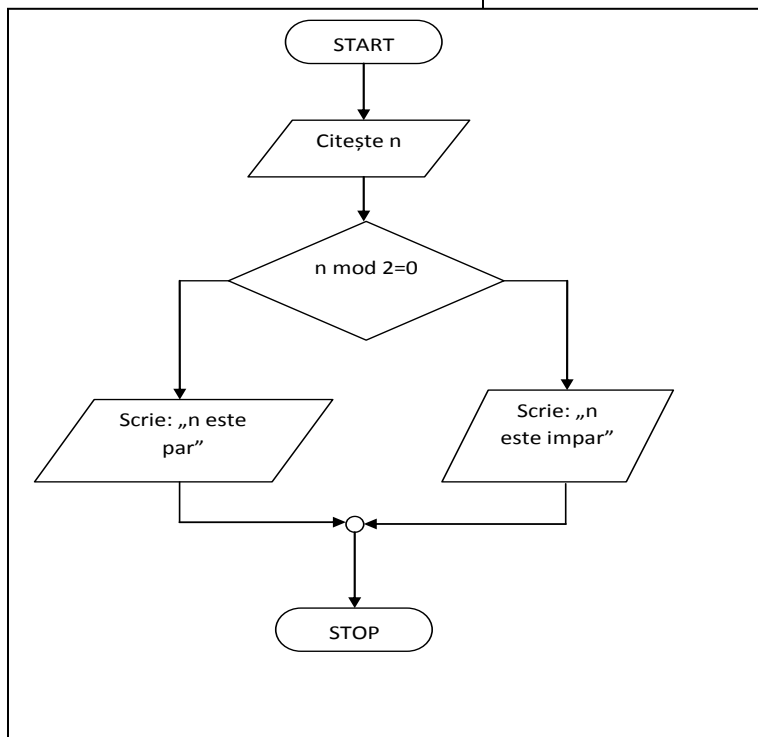 START
Citește n
n mod 2=0
Scrie: „n este
par”
Scrie: „n
este impar”
STOP